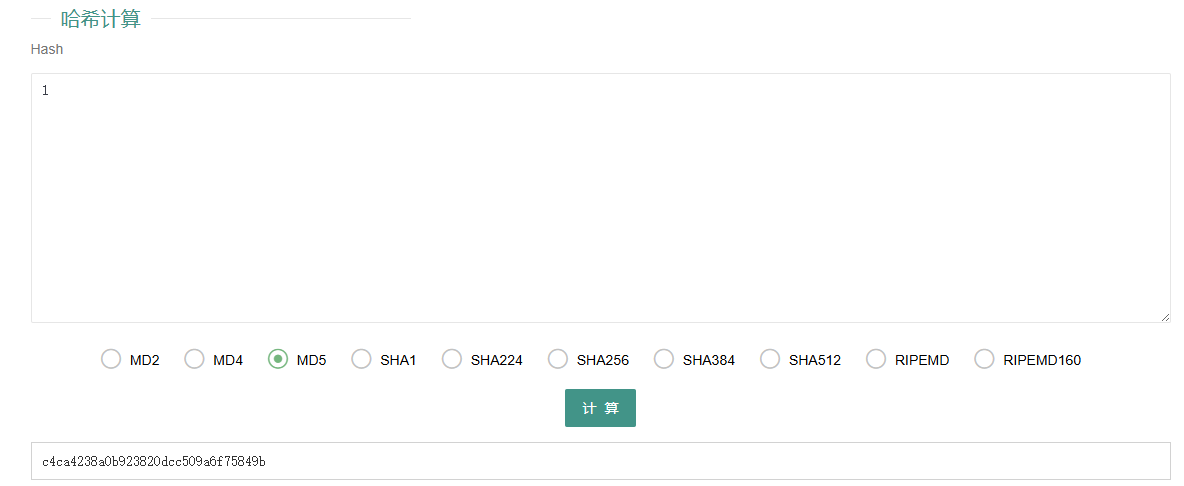 哈希计算
Hash
1
MD2 MD4 MD5 SHA1 SHA224 SHA256 SHA384 SHA512 RIPEMD RIPEMD160
计 算
c4ca4238a0b923820dcc509a6f75849b